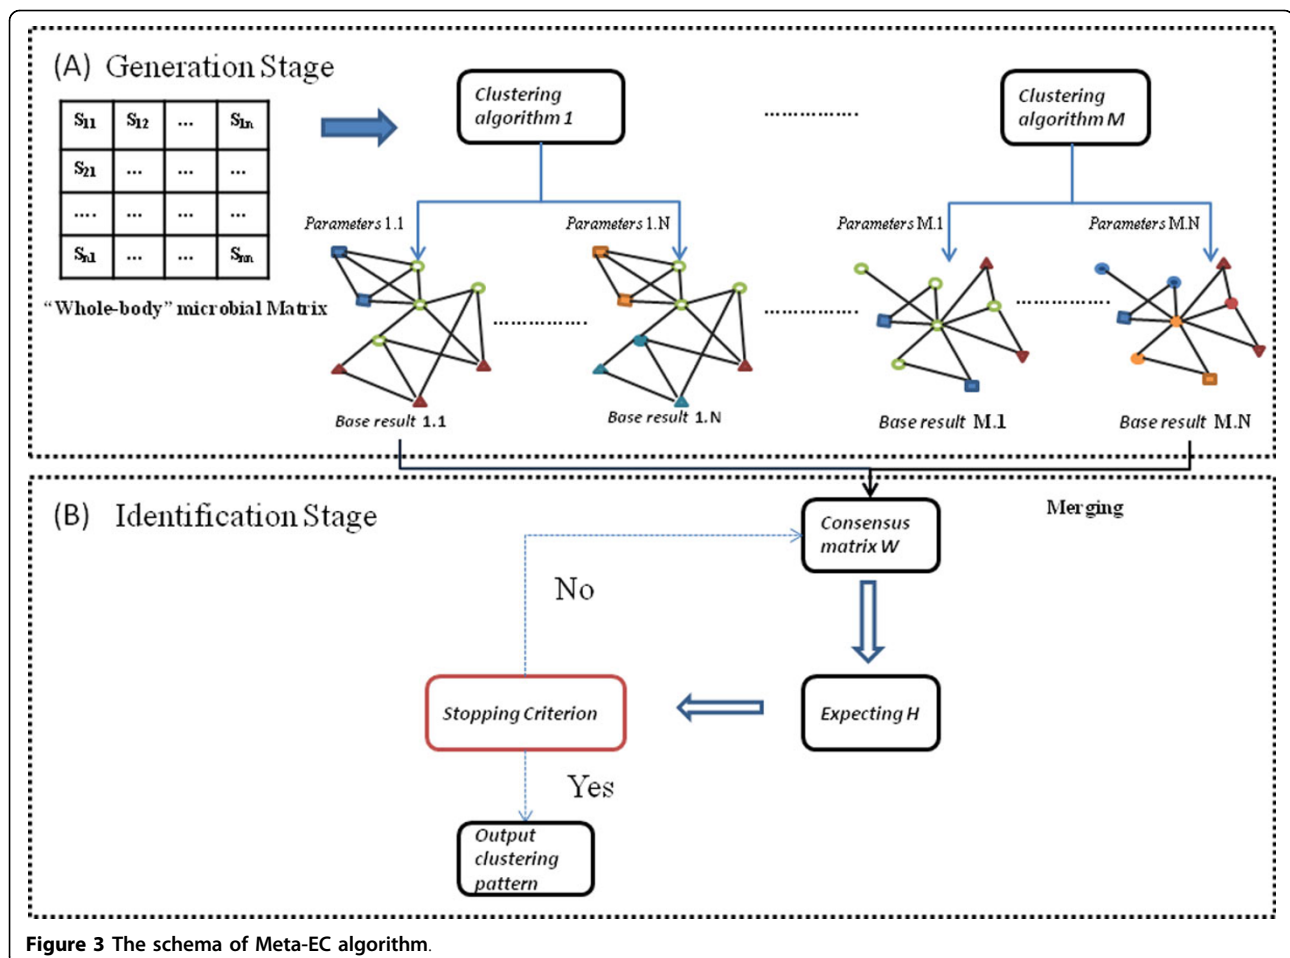 (A) Generation Stage
S11 S12 ... S1n
S21 ... ... ...
.... ... ... ...
Sn1 ... ... Snn
"Whole-body" microbial Matrix
Clustering
algorithm 1
...............
Clustering
algorithm M
Parameters 1.1
Parameters 1.N
Parameters M.1
Parameters M.N
...............
...............
...............
Base result 1.1
Base result 1.N
Base result M.1
Base result M.N
(B) Identification Stage
Merging
Consensus
matrix W
No
Stopping Criterion
Expecting H
Yes
Output
clustering
pattern
Figure 3 The schema of Meta-EC algorithm.